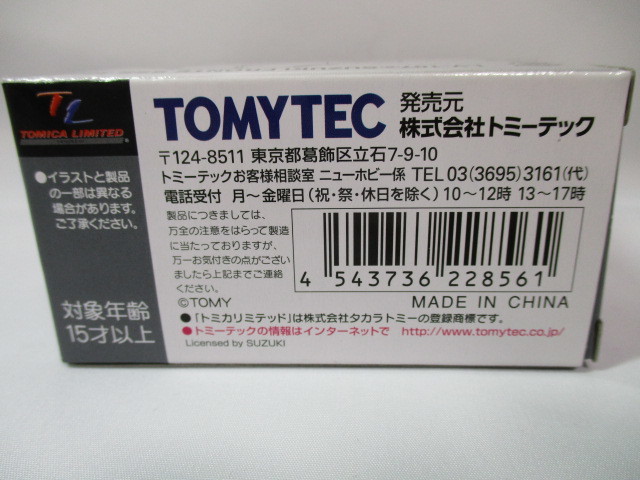 TL
TOMICA LIMITED
●イラストと製品
の一部は異なる
場合があります。
ご了承ください。
対象年齢
15才以上
TOMYTEC 発売元
株式会社トミーテック
〒124-8511 東京都葛飾区立石7-9-10
トミーテックお客様相談室 ニューホビー係 TEL 03(3695)3161(代)
電話受付 月〜金曜日(祝・祭・休日を除く) 10〜12時 13〜17時
製品につきましては、
万全の注意をはらって製造
に当たっておりますが、
万一お気付きの点がござい
ましたら上記までご連絡
ください。
4 543736 228561
©TOMY
MADE IN CHINA
●「トミカリミテッド」は株式会社タカラトミーの登録商標です。
●トミーテックの情報はインターネットで http://www.tomytec.co.jp/
Licensed by SUZUKI